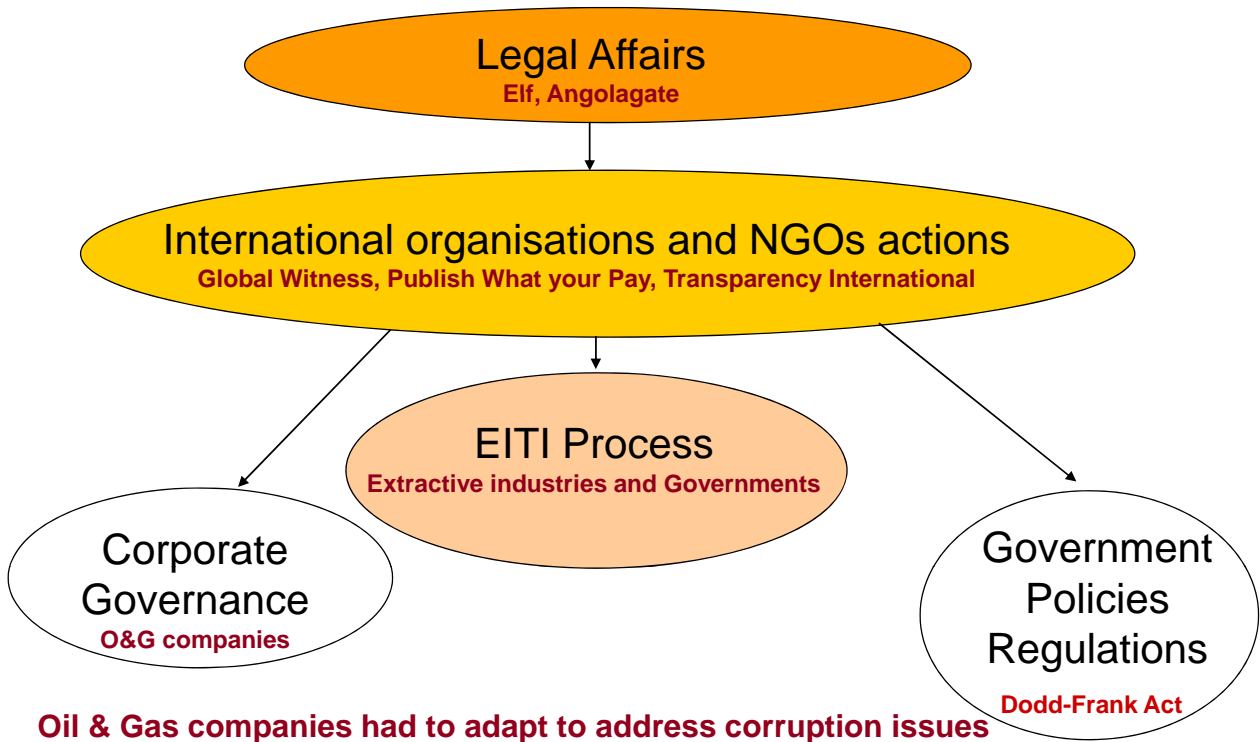 Legal Affairs
Elf, Angolagate
International organisations and NGOs actions
Global Witness, Publish What your Pay, Transparency International
EITI Process
Extractive industries and Governments
Corporate
Governance
O&G companies
Government
Policies
Regulations
Dodd-Frank Act
Oil & Gas companies had to adapt to address corruption issues